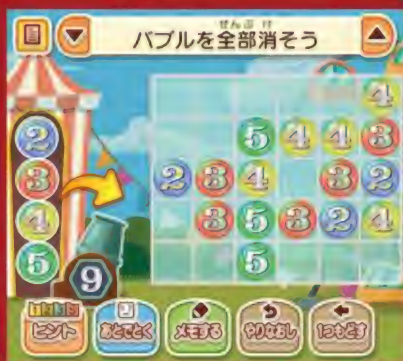 ぜんぶ け
バブルを全部消そう
4
5 4 4 3
2 3 4 3 2
3 5 3 2 4
5
2
3
4
5
9
ヒント
あとでとく
メモする
やりなおし
1つもどす